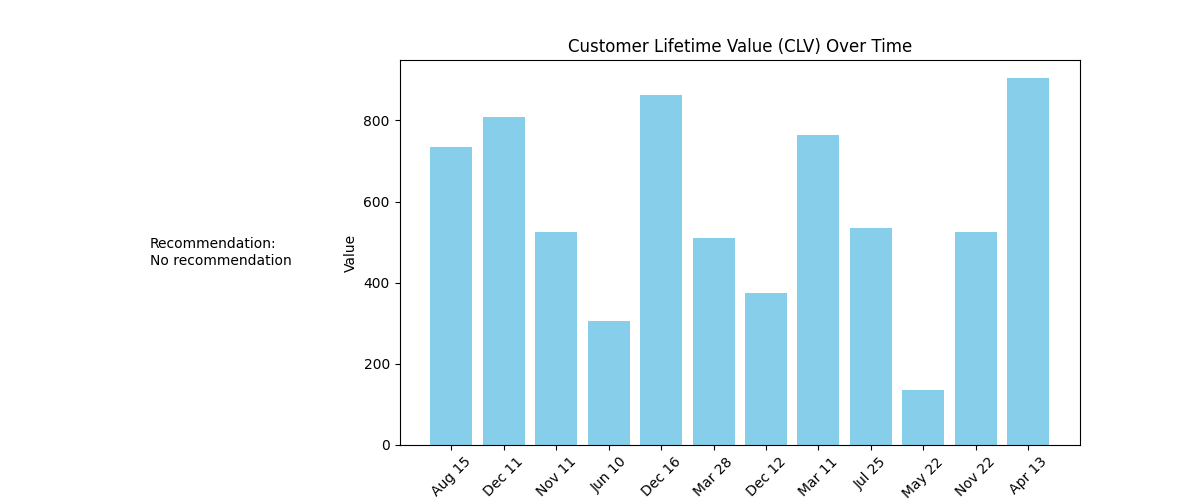 Customer Lifetime Value (CLV) Over Time
Recommendation:
No recommendation
Value
800
600
400
200
0
Aug 15
Dec 11
Nov 11
Jun 10
Dec 16
Mar 28
Dec 12
Mar 11
Jul 25
May 22
Nov 22
Apr 13